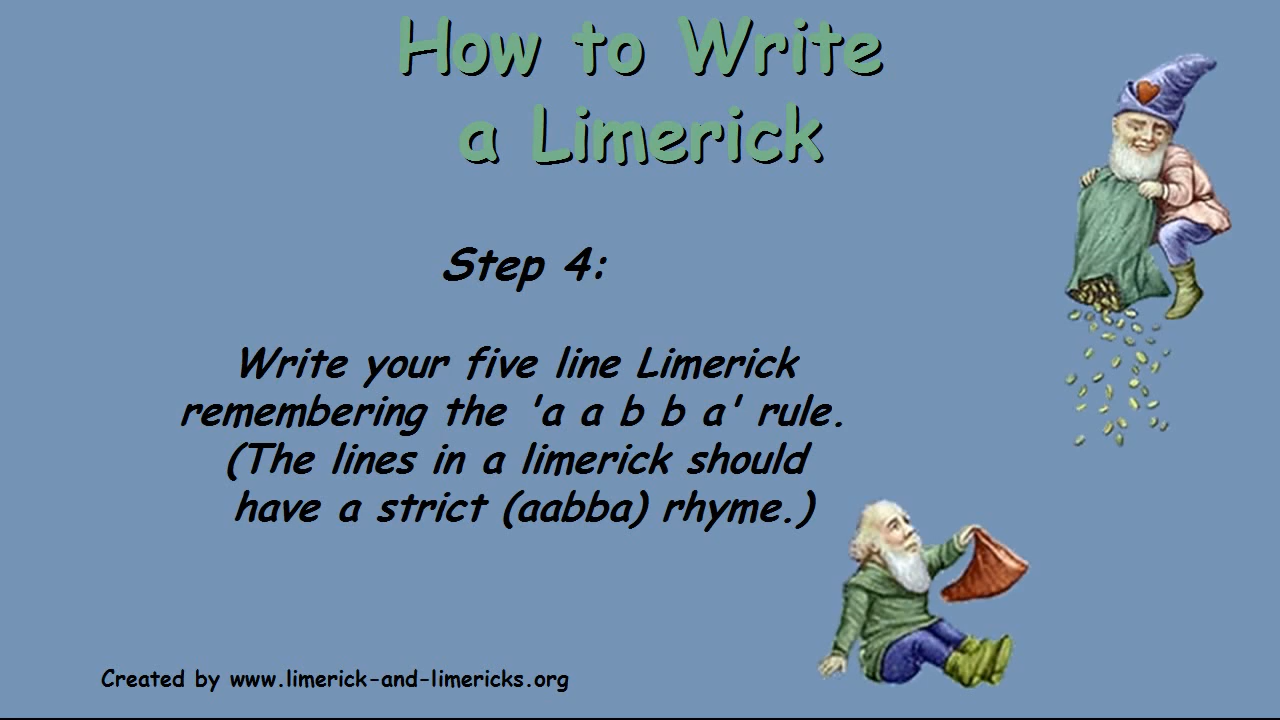 How to Write
a Limerick
Step 4:
Write your five line Limerick
remembering the 'a a b b a' rule.
(The lines in a limerick should
have a strict (aabba) rhyme.)
Created by www.limerick-and-limericks.org